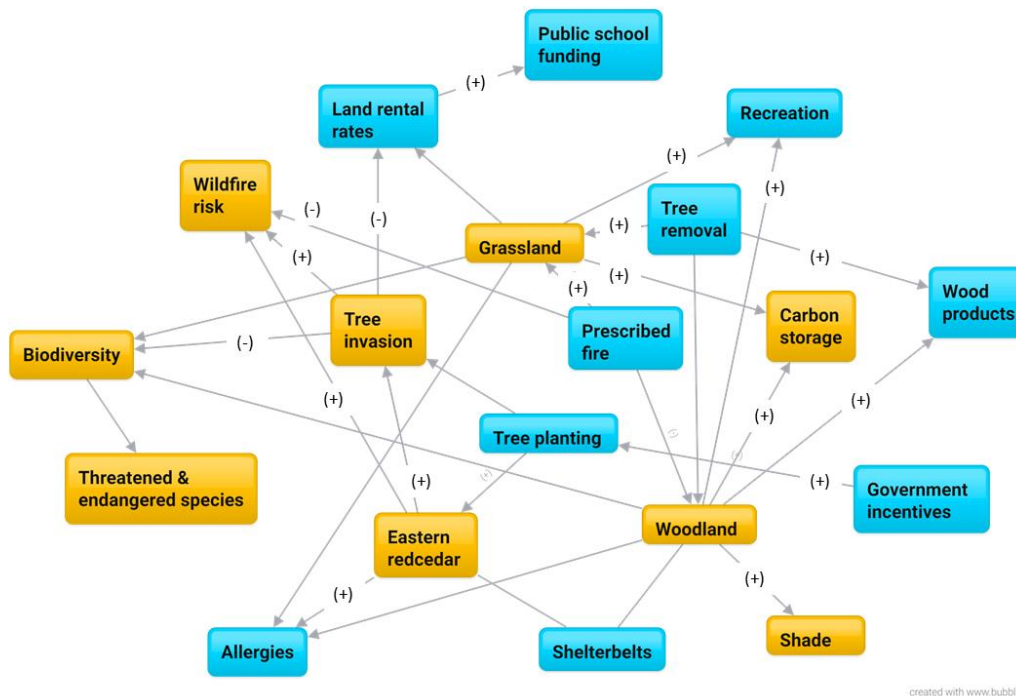 Public school
funding
(+)
Land rental
rates
Recreation
(+)
Wildfire
risk
(-)
(-)
(+)
Tree
removal
(+)
Grassland
(+)
(+)
(+)
(+)
Wood
products
Tree
invasion
Prescribed
fire
Carbon
storage
Biodiversity
(-)
(+)
(+)
(+)
Tree planting
Threatened &
endangered species
(+)
(+)
(+)
Government
incentives
Eastern
redcedar
Woodland
(+)
(+)
Allergies
Shelterbelts
Shade
created with www.bubbl